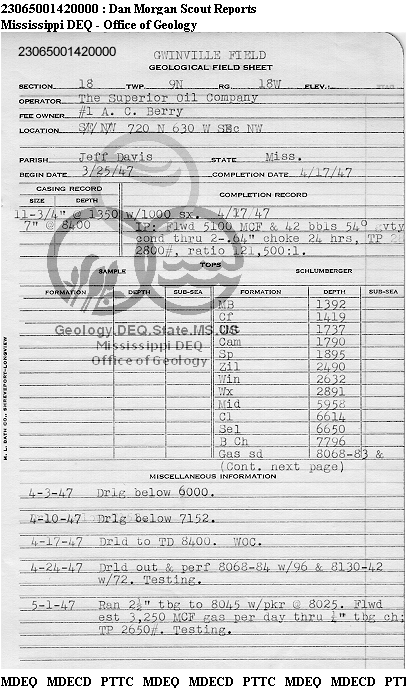 23065001420000 : Dan Morgan Scout Reports
Mississippi DEQ - Office of Geology
23065001420000
GWINVILLE FIELD
GEOLOGICAL FIELD SHEET
SECTION 18 TWP. 9N RG. 18W ELEV.:
OPERATOR The Superior Oil Company
FEE OWNER #1 A. C. Berry
LOCATION SW/NW 720 N 630 W SEc NW
PARISH Jeff Davis STATE Miss.
BEGIN DATE 3/25/47 COMPLETION DATE 4/17/47
CASING RECORD COMPLETION RECORD
SIZE DEPTH
11-3/4" @ 1350 w/1000 sx. 4/17 47
7" @ 8400 IP: Flwd 5100 MCF & 42 bbls 54° gvty
cond thru 2-.64" choke 24 hrs, TP
2800#, ratio 121,500:1.
SAMPLE TOPS SCHLUMBERGER
FORMATION DEPTH SUB-SEA FORMATION DEPTH SUB-SEA
MB 1392
Cf 1419
1737
Cam 1790
Sp 1895
Zil 2490
Win 2632
Wx 2891
Mid 5958
Cl 6614
Sel 6650
B Ch 7796
Gas sd 8068-83 &
(Cont. next page)
Geology.DEQ.State.MS.US
Mississippi DEQ
Office of Geology
M. L. BATH CO., SHREVEPORT-LONGVIEW
MISCELLANEOUS INFORMATION
4-3-47 Drlg below 6000.
4-10-47 Drlg below 7152.
4-17-47 Drld to TD 8400. WOC.
4-24-47 Drld out & perf 8068-84 w/96 & 8130-42
w/72. Testing.
5-1-47 Ran 2½" tbg to 8045 w/pkr @ 8025. Flwd
est 3,250 MCF gas per day thru ¼" tbg ch;
TP 2650#. Testing.
MDEQ MDECD PTTC MDEQ MDECD PTTC MDEQ MDECD PTT